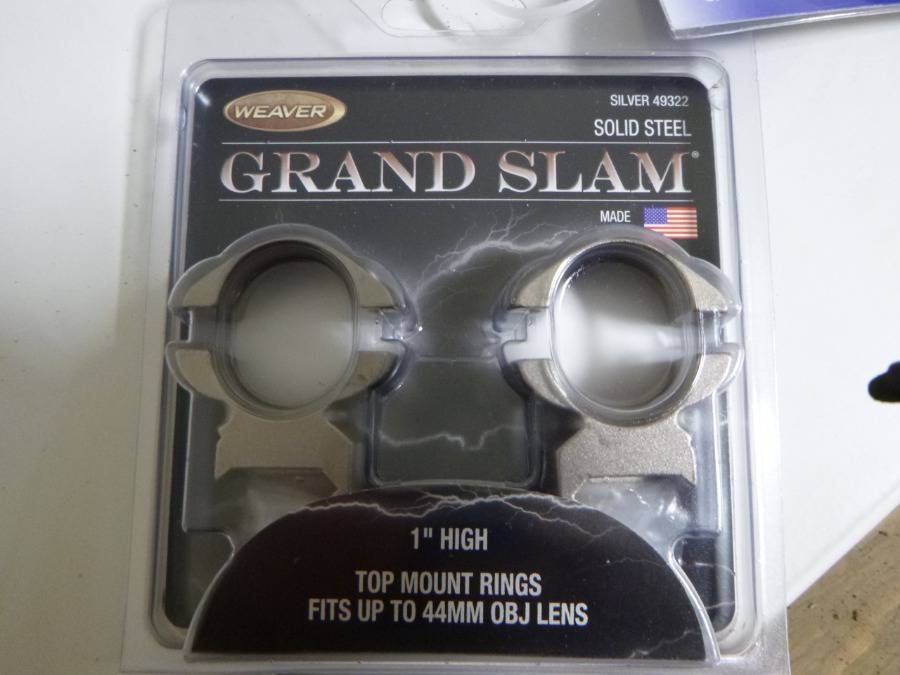 WEAVER
SILVER 49322
SOLID STEEL
GRAND SLAM®
MADE
1" HIGH
TOP MOUNT RINGS
FITS UP TO 44MM OBJ LENS